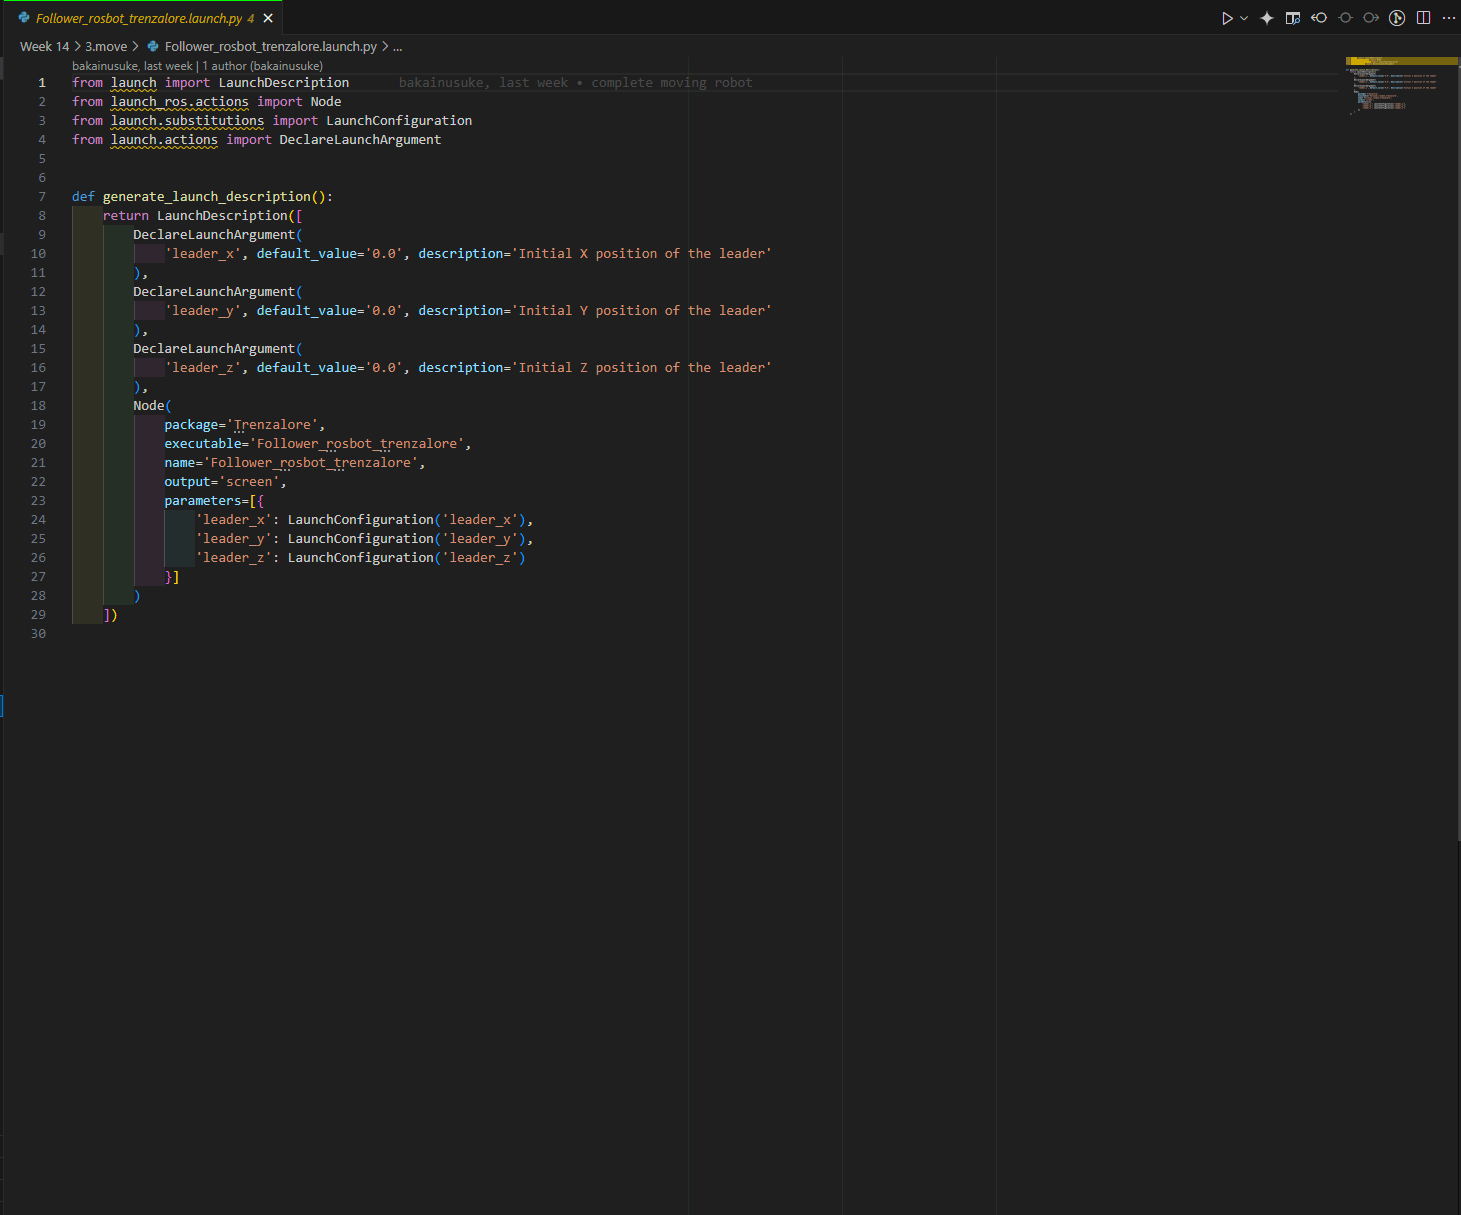 Follower_rosbot_trenzalore.launch.py 4
Week 14 > 3.move > Follower_rosbot_trenzalore.launch.py > ...
bakainusuke, last week | 1 author (bakainusuke)
1 from launch import LaunchDescription bakainusuke, last week • complete moving robot
2 from launch_ros.actions import Node
3 from launch.substitutions import LaunchConfiguration
4 from launch.actions import DeclareLaunchArgument
5
6
7 def generate_launch_description():
8 return LaunchDescription([
9 DeclareLaunchArgument(
10 'leader_x', default_value='0.0', description='Initial X position of the leader'
11 ),
12 DeclareLaunchArgument(
13 'leader_y', default_value='0.0', description='Initial Y position of the leader'
14 ),
15 DeclareLaunchArgument(
16 'leader_z', default_value='0.0', description='Initial Z position of the leader'
17 ),
18 Node(
19 package='Trenzalore',
20 executable='Follower_rosbot_trenzalore',
21 name='Follower_rosbot_trenzalore',
22 output='screen',
23 parameters=[{
24 'leader_x': LaunchConfiguration('leader_x'),
25 'leader_y': LaunchConfiguration('leader_y'),
26 'leader_z': LaunchConfiguration('leader_z')
27 }]
28 )
29 ])
30